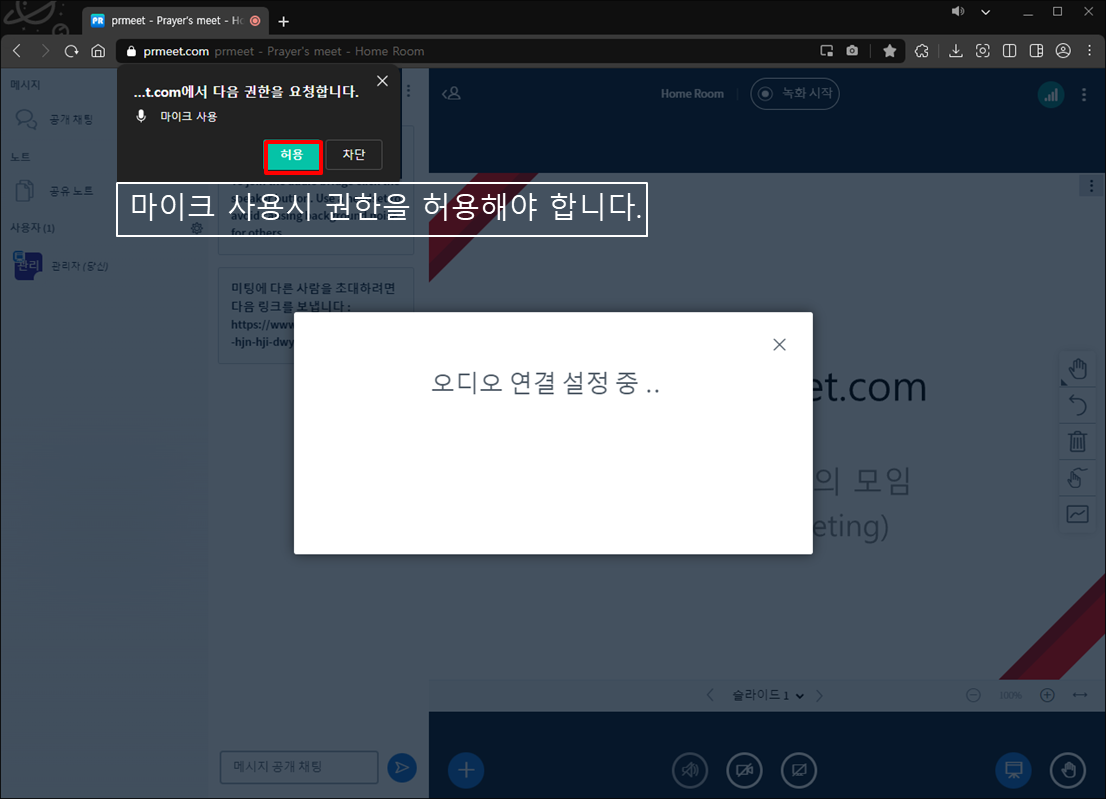 PR prmeet - Prayer's meet - Ho
prmeet.com prmeet - Prayer's meet - Home Room
...t.com에서 다음 권한을 요청합니다.
마이크 사용
허용
차단
마이크 사용시 권한을 허용해야 합니다.
메시지
공개 채팅
노트
공유 노트
사용자 (1)
관리
관리자 (당신)
for others.
미팅에 다른 사람을 초대하려면
다음 링크를 보냅니다 :
https://www
-hjn-hji-dwy
메시지 공개 채팅
Home Room
녹화 시작
오디오 연결 설정 중 ..
et.com
의 모임
eting)
슬라이드 1
100%